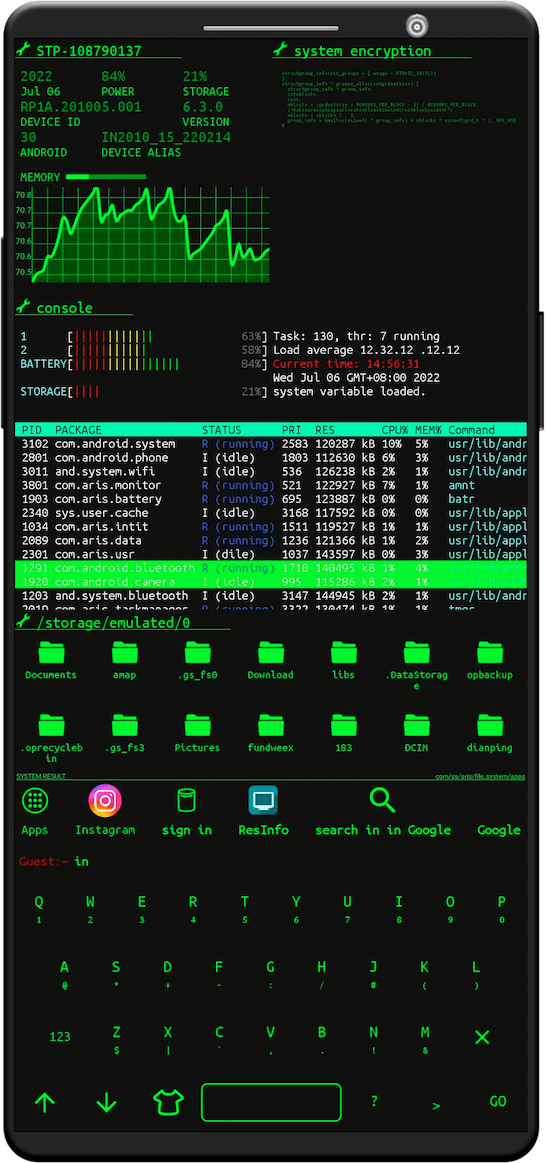 STP-108790137
system encryption
2022 84% 21%
Jul 06 POWER STORAGE
RP1A.201005.001 6.3.0
DEVICE ID VERSION
30 IN2010_15_220214
ANDROID DEVICE ALIAS
MEMORY
70.8
70.7
70.6
70.6
70.5
console
1 [||||||||||||| 63%] Task: 130, thr: 7 running
2 [|||||||||||| 58%] Load average 12.32.12 .12.12
BATTERY[||||||||||||||||| 84%] Current time: 14:56:31
Wed Jul 06 GMT+08:00 2022
STORAGE[|||| 21%] system variable loaded.
PID PACKAGE STATUS PRI RES CPU% MEM% Command
3102 com.android.system R (running) 2583 120287 kB 10% 5% usr/lib/andr
2801 com.android.phone I (idle) 1803 112630 kB 6% 3% usr/lib/andr
3011 and.system.wifi I (idle) 536 126238 kB 2% 1% usr/lib/andr
3801 com.aris.monitor R (running) 521 122927 kB 7% 1% amnt
1903 com.aris.battery R (running) 695 123887 kB 0% 0% batr
2340 sys.user.cache I (idle) 3168 117592 kB 0% 0% usr/lib/appl
1034 com.aris.intit R (running) 1511 119527 kB 1% 1% usr/lib/appl
2089 com.aris.data R (running) 1236 121366 kB 1% 2% usr/lib/appl
2301 com.aris.usr I (dile) 1037 143597 kB 0% 3% usr/lib/appl
1291 com.android.bluetooth R (running) 1710 140495 kB 1% 4%
1920 com.android.camera I (idle) 995 115286 kB 2% 1%
1203 and.system.bluetooth I (idle) 3147 144945 kB 2% 1% usr/lib/andr
2019 com.aris.taskmanager R (running) 3322 130474 kB 1% 1% tmgr
/storage/emulated/0
Documents amap .gs_fs0 Download libs .DataStorag opbackup
e
.oprecycleb .gs_fs3 Pictures fundweex 183 DCIM dianping
in
SYSTEM RESULT com/ss/aris/file_system/apps
Apps Instagram sign in ResInfo search in in Google Google
Guest:~ in
Q W E R T Y U I O P
1 2 3 4 5 6 7 8 9 0
A S D F G H J K L
@ * + - : / # ( )
123 Z X C V B N M ×
$ | ` , . ! &
? > GO